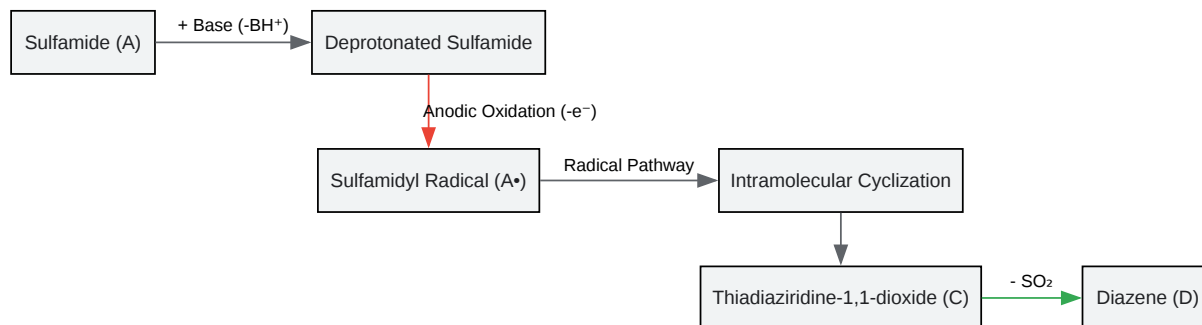 Sulfamide (A)
+ Base (-BH⁺)
Deprotonated Sulfamide
Anodic Oxidation (-e⁻)
Sulfamidyl Radical (A•)
Radical Pathway
Intramolecular Cyclization
Thiadiaziridine-1,1-dioxide (C)
- SO₂
Diazene (D)